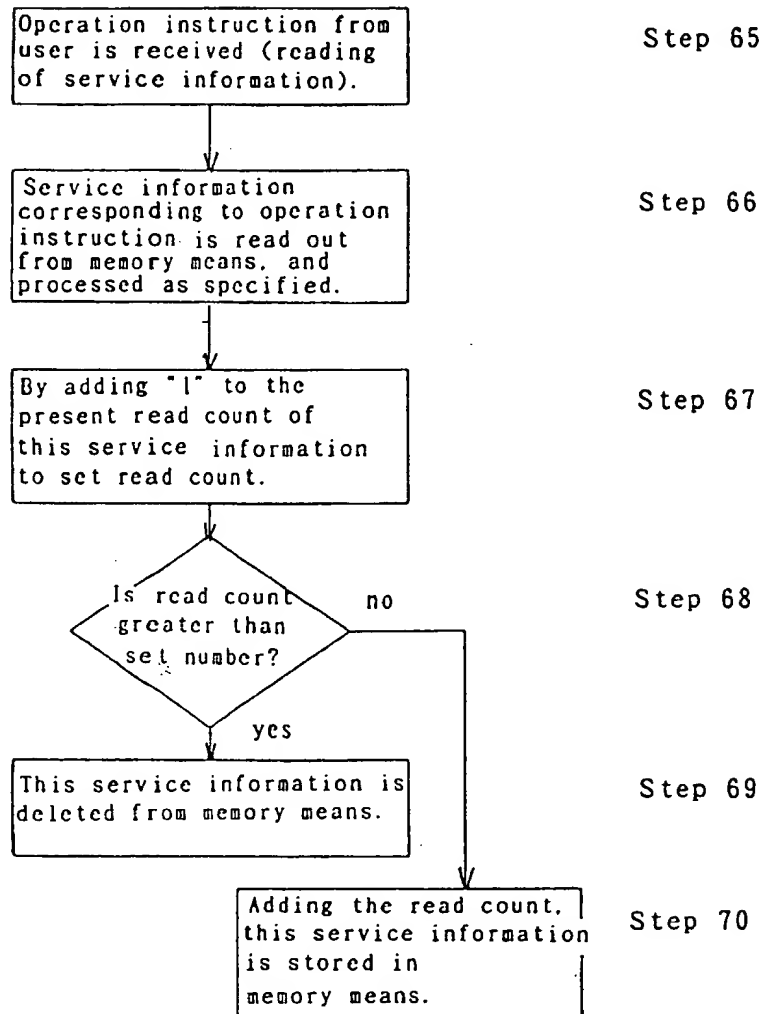 Operation instruction from
user is received (reading
of service information).
Step 65
Service information
corresponding to operation
instruction is read out
from memory means, and
processed as specified.
Step 66
By adding "1" to the
present read count of
this service information
to set read count.
Step 67
Is read count
greater than
set number?
no
yes
Step 68
This service information is
deleted from memory means.
Step 69
Adding the read count,
this service information
is stored in
memory means.
Step 70